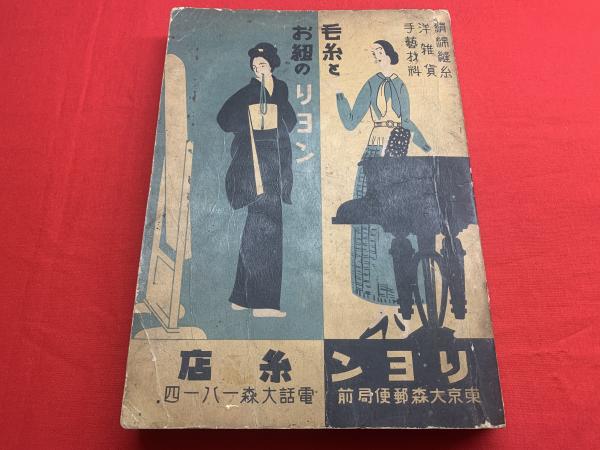 絹綿縫糸
洋雑貨
手藝材料
毛糸と
お紐の
リヨン
リヨン糸店
東京大森郵便局前
電話大森一八一四